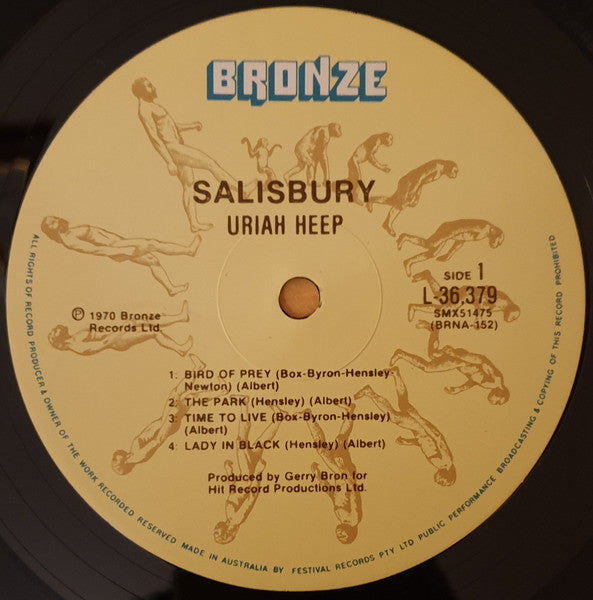 BRONZE
SALISBURY
URIAH HEEP
SIDE 1
L-36,379
SMX51475
(BRNA-152)
℗ 1970 Bronze
Records Ltd.
1: BIRD OF PREY (Box-Byron-Hensley-
Newton) (Albert)
2: THE PARK (Hensley) (Albert)
3: TIME TO LIVE (Box-Byron-Hensley)
(Albert)
4: LADY IN BLACK (Hensley) (Albert)
Produced by Gerry Bron for
Hit Record Productions Ltd.
ALL RIGHTS OF RECORD PRODUCER & OWNER OF THE WORK RECORDED RESERVED MADE IN AUSTRALIA BY FESTIVAL RECORDS PTY LTD PUBLIC PERFORMANCE BROADCASTING & COPYING OF THIS RECORD PROHIBITED